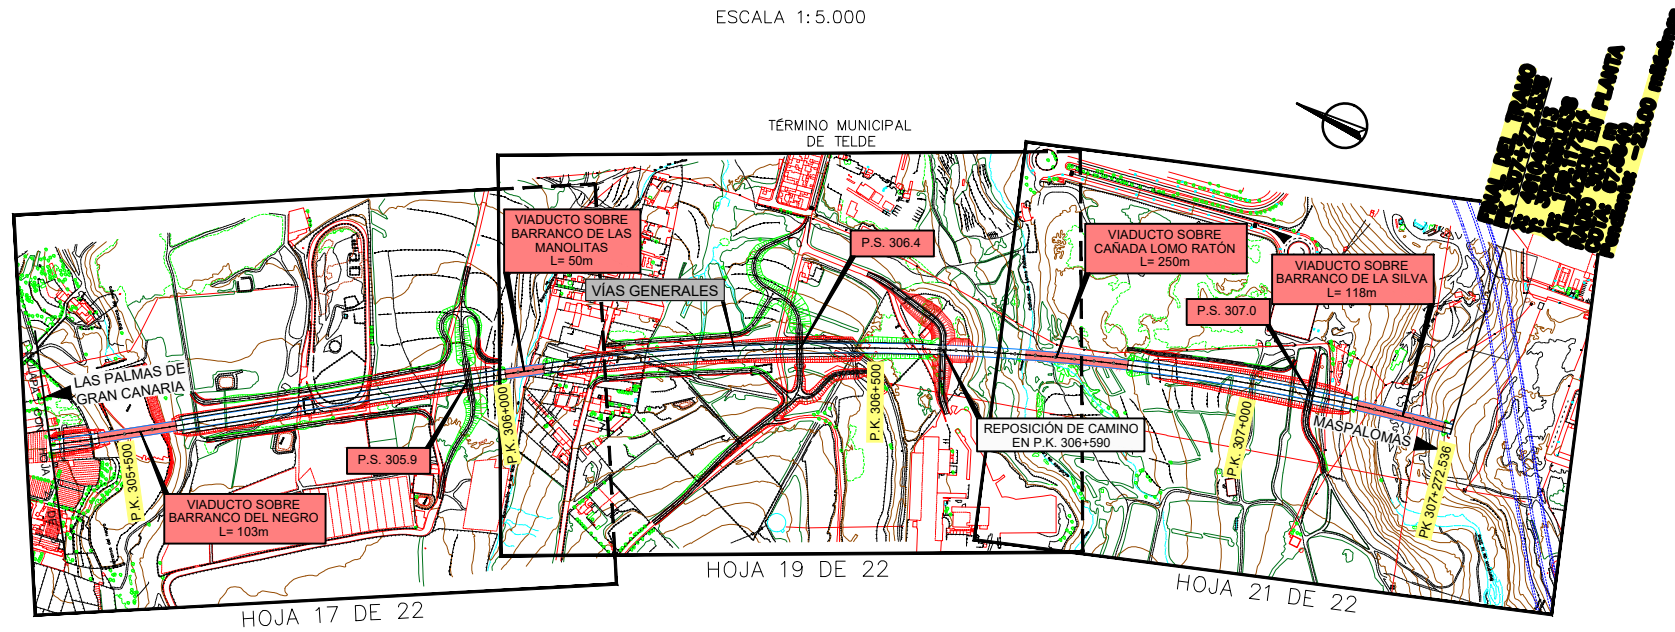 ESCALA 1:5.000
TÉRMINO MUNICIPAL
DE TELDE
VIADUCTO SOBRE
BARRANCO DE LAS
MANOLITAS
L= 50m
VÍAS GENERALES
P.S. 306.4
VIADUCTO SOBRE
CAÑADA LOMO RATÓN
L= 250m
VIADUCTO SOBRE
BARRANCO DE LA SILVA
L= 118m
P.S. 307.0
LAS PALMAS DE
GRAN CANARIA
P.K. 305+500
P.S. 305.9
P.K. 306+000
VIADUCTO SOBRE
BARRANCO DEL NEGRO
L= 103m
P.K. 306+500
REPOSICIÓN DE CAMINO
EN P.K. 306+590
P.K. 307+000
MASPALOMAS
PK 307+272.536
HOJA 17 DE 22
HOJA 19 DE 22
HOJA 21 DE 22